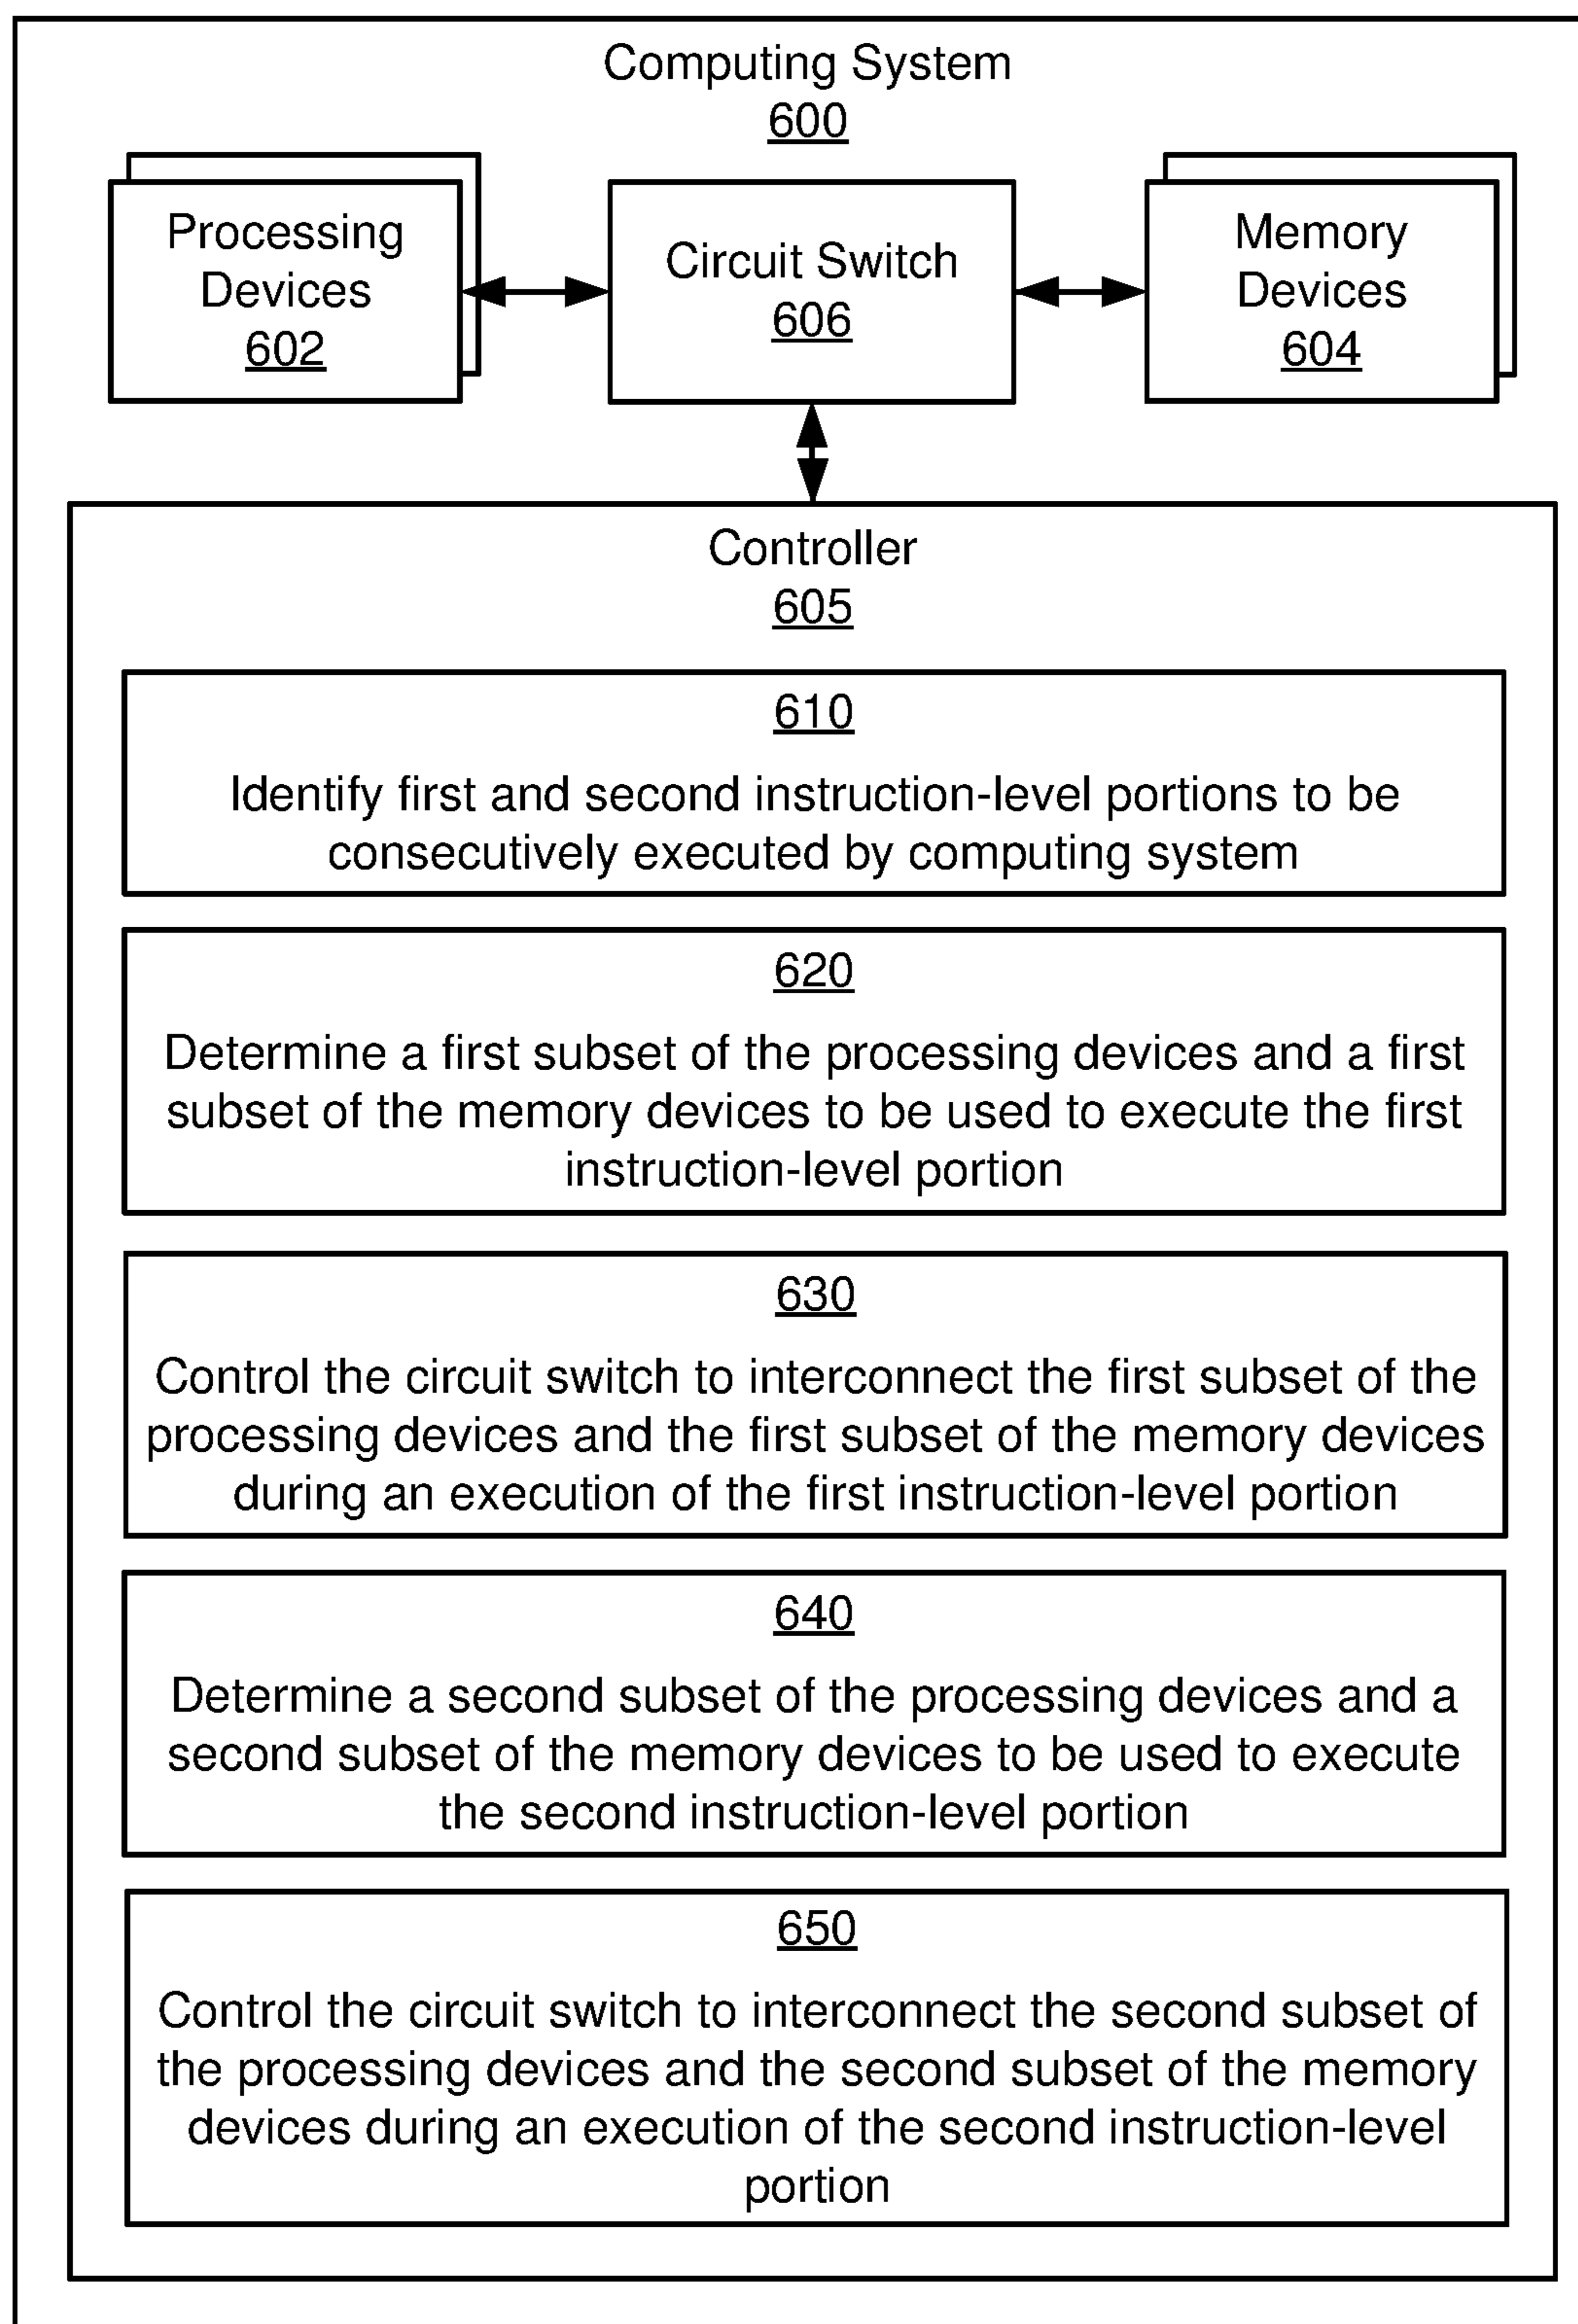 Computing System
600
Processing
Devices
602
Circuit Switch
606
Memory
Devices
604
Controller
605
610
Identify first and second instruction-level portions to be
consecutively executed by computing system
620
Determine a first subset of the processing devices and a first
subset of the memory devices to be used to execute the first
instruction-level portion
630
Control the circuit switch to interconnect the first subset of the
processing devices and the first subset of the memory devices
during an execution of the first instruction-level portion
640
Determine a second subset of the processing devices and a
second subset of the memory devices to be used to execute
the second instruction-level portion
650
Control the circuit switch to interconnect the second subset of
the processing devices and the second subset of the memory
devices during an execution of the second instruction-level
portion